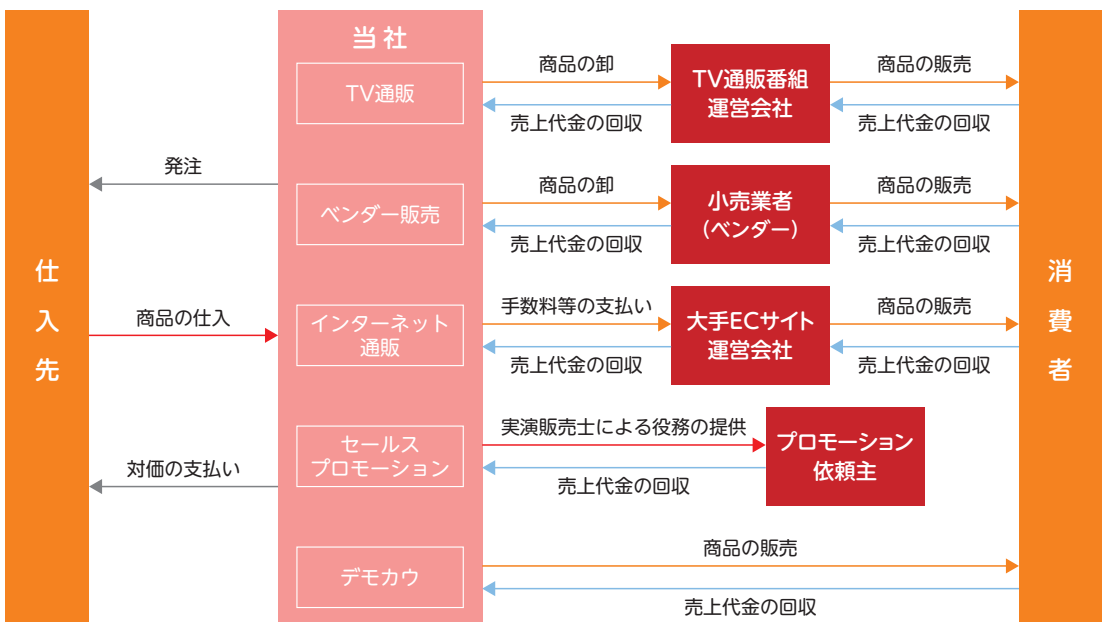 仕入先
発注
商品の仕入
対価の支払い
当社
TV通販
商品の卸
売上代金の回収
TV通販番組
運営会社
商品の販売
売上代金の回収
ベンダー販売
商品の卸
売上代金の回収
小売業者
(ベンダー)
商品の販売
売上代金の回収
インターネット
通販
手数料等の支払い
売上代金の回収
大手ECサイト
運営会社
商品の販売
売上代金の回収
セールス
プロモーション
実演販売士による役務の提供
売上代金の回収
プロモーション
依頼主
デモカウ
商品の販売
売上代金の回収
消費者